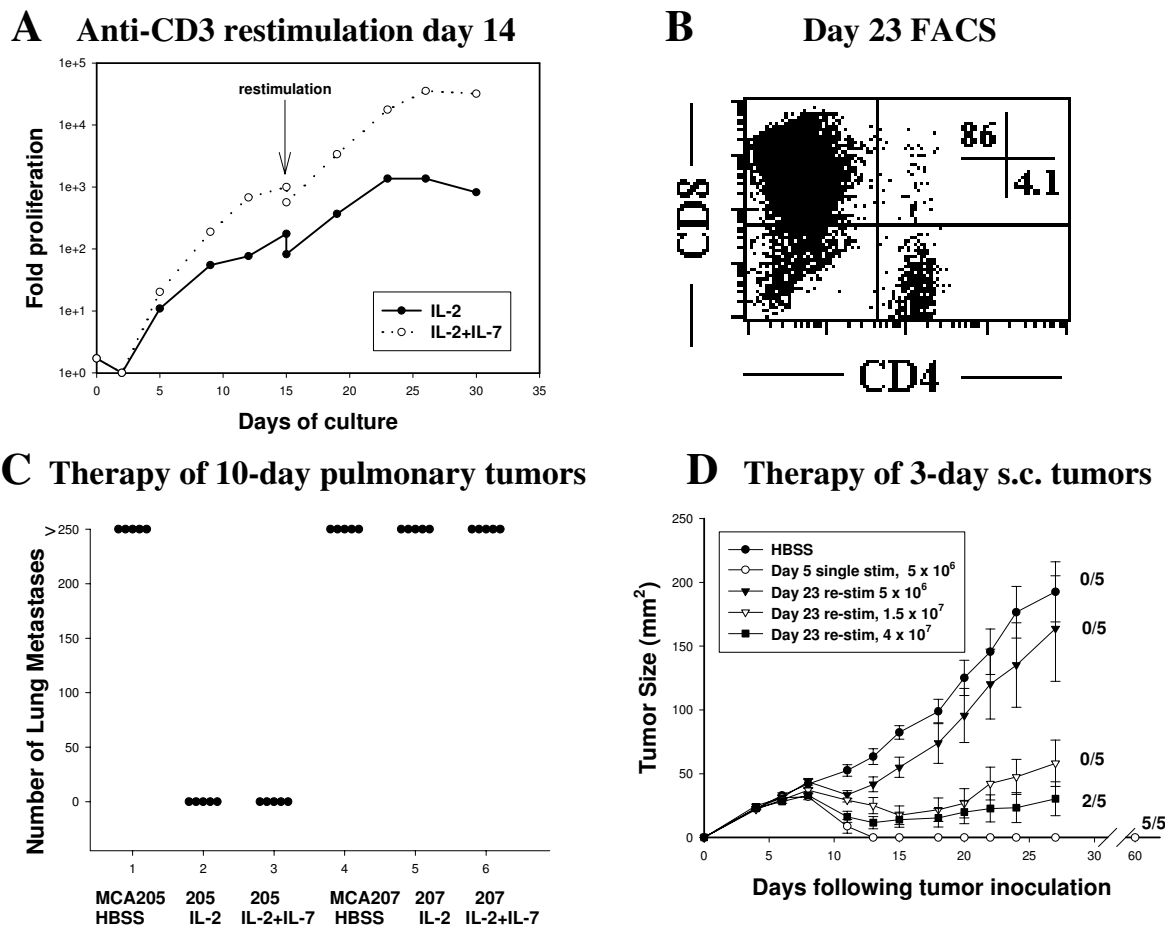 A Anti-CD3 restimulation day 14
1e+5
1e+4
1e+3
1e+2
1e+1
1e+0
Fold proliferation
restimulation
IL-2
IL-2+IL-7
0 5 10 15 20 25 30 35
Days of culture
B Day 23 FACS
CD8
86
4.1
CD4
C Therapy of 10-day pulmonary tumors
Number of Lung Metastases
> 250
200
150
100
50
0
1 2 3 4 5 6
MCA205 205 205 MCA207 207 207
HBSS IL-2 IL-2+IL-7 HBSS IL-2 IL-2+IL-7
D Therapy of 3-day s.c. tumors
Tumor Size (mm²)
250
200
150
100
50
0
HBSS
Day 5 single stim, 5 x 10⁶
Day 23 re-stim 5 x 10⁶
Day 23 re-stim, 1.5 x 10⁷
Day 23 re-stim, 4 x 10⁷
0/5
0/5
0/5
2/5
5/5
0 5 10 15 20 25 30 60
Days following tumor inoculation